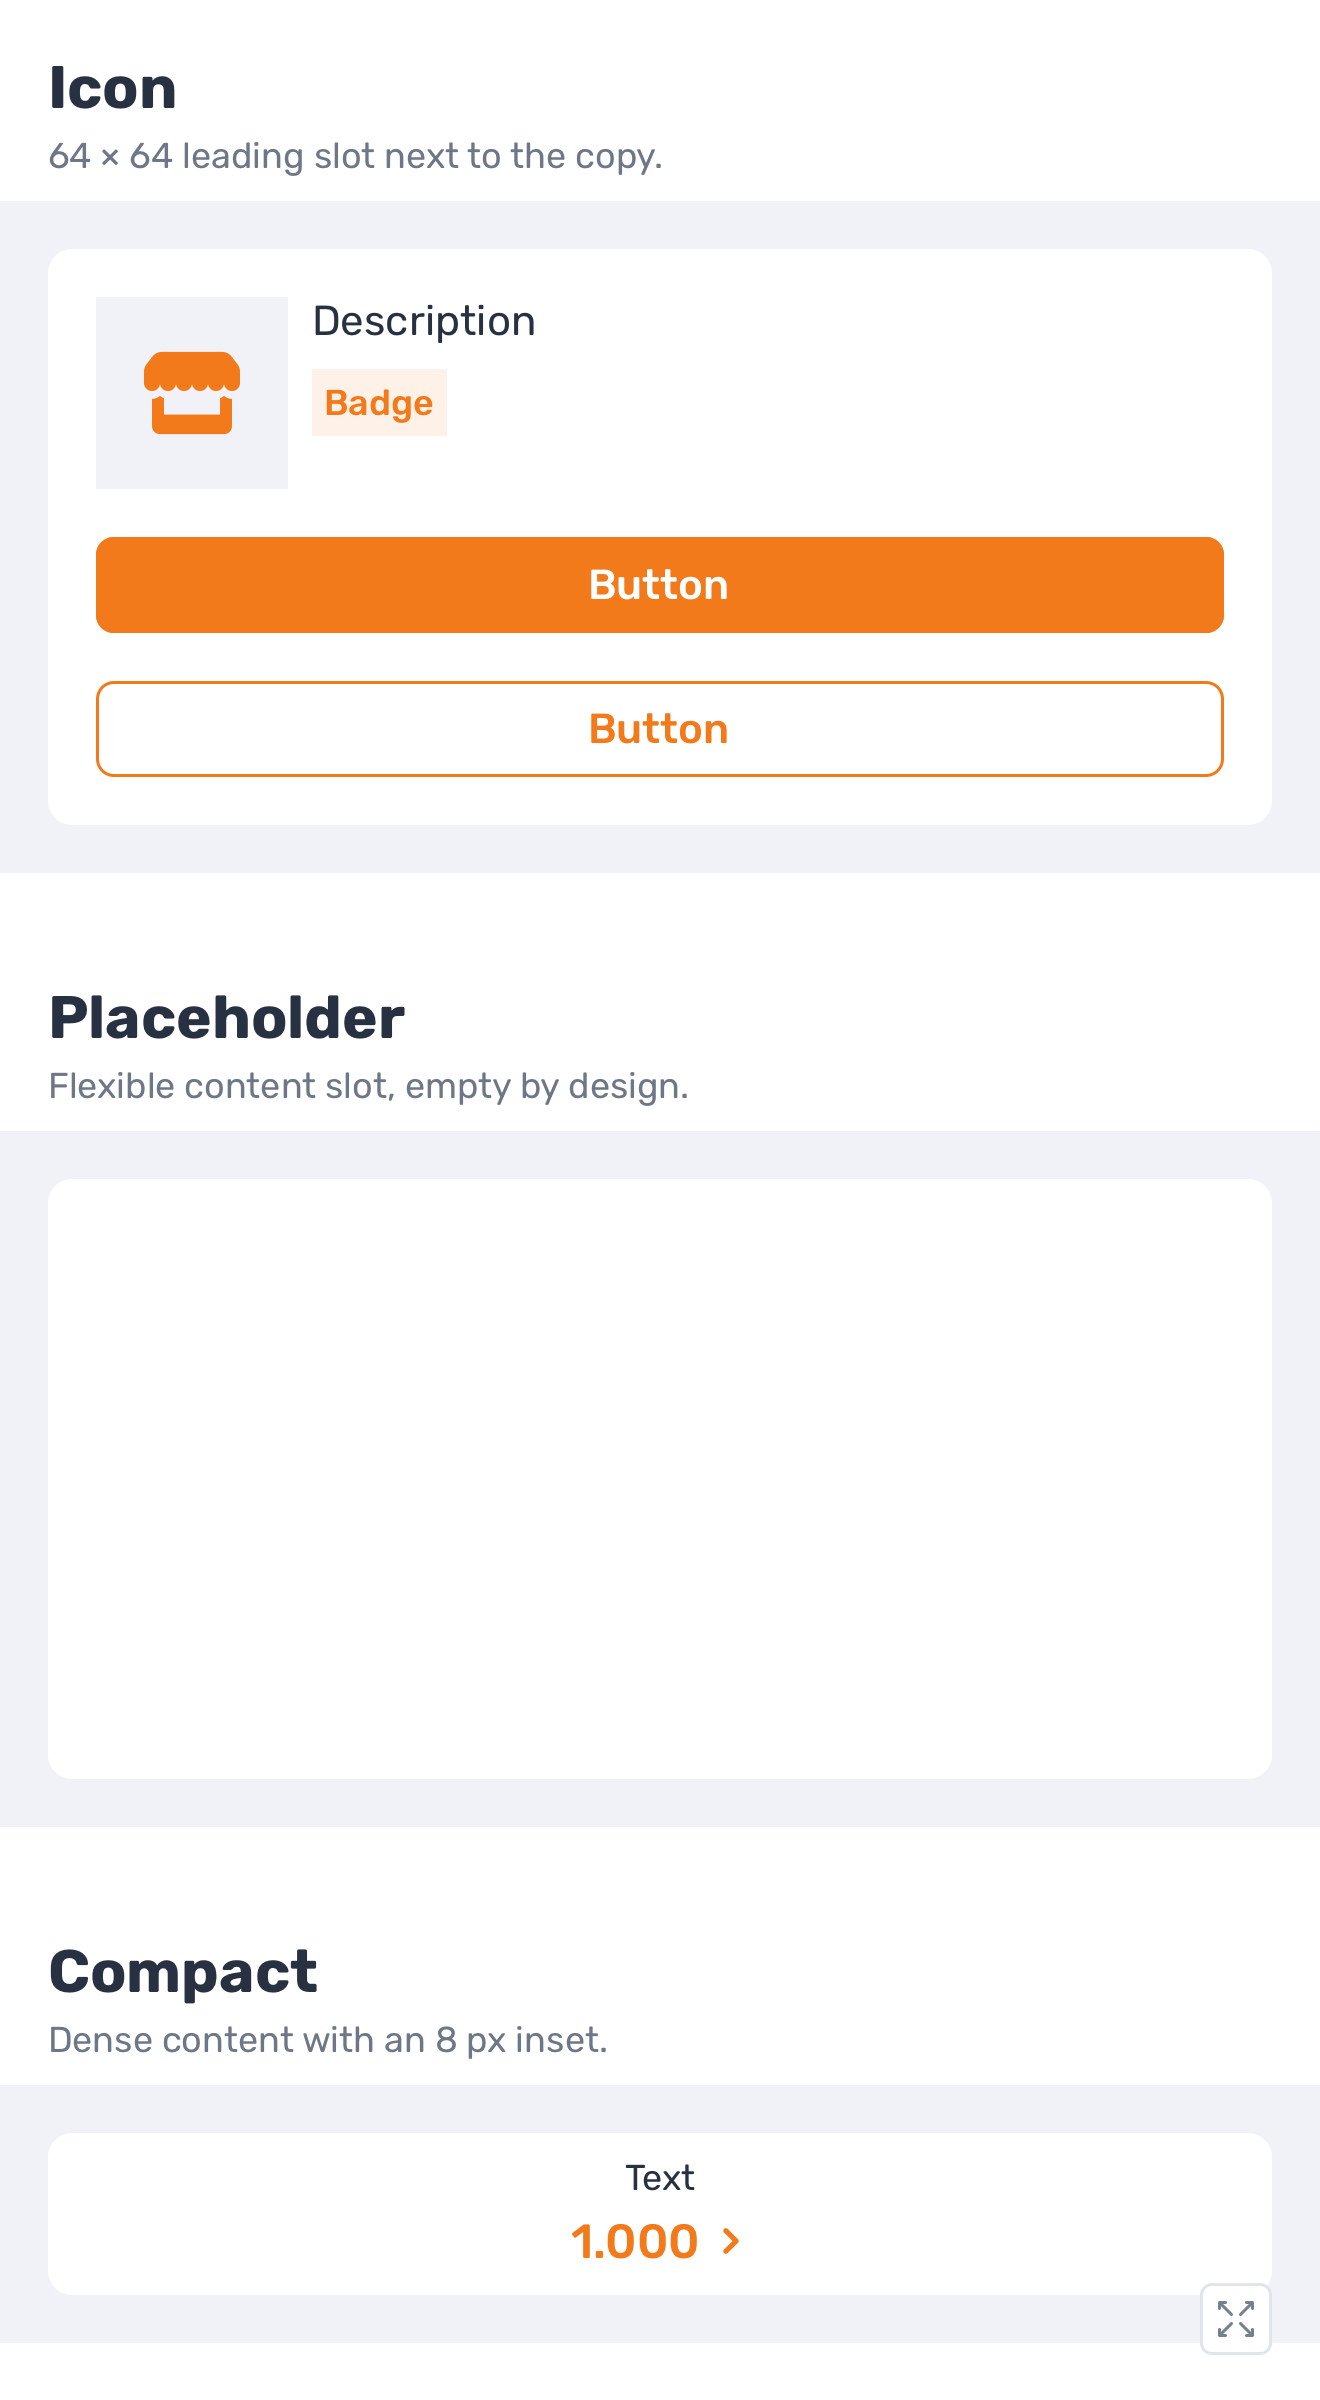 Icon
64 × 64 leading slot next to the copy.
Description
Badge
Button
Button
Placeholder
Flexible content slot, empty by design.
Compact
Dense content with an 8 px inset.
Text
1.000